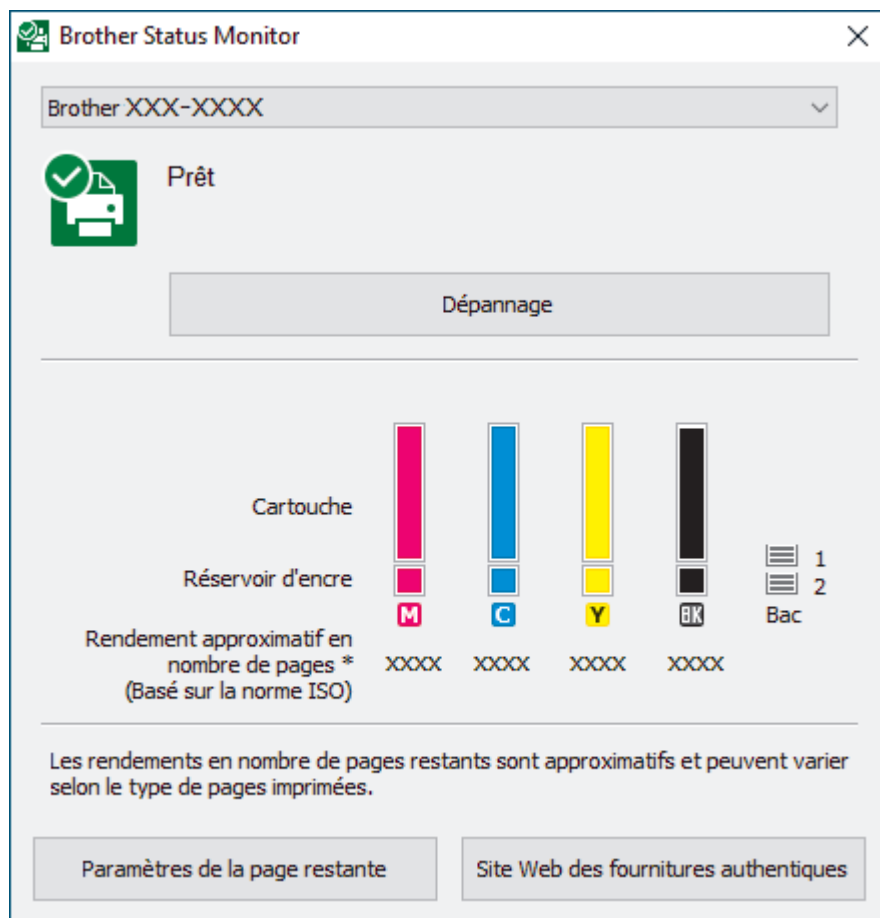 Brother Status Monitor
Brother XXX-XXXX
Prêt
Dépannage
Cartouche
Réservoir d'encre
1
2
M C Y BK Bac
Rendement approximatif en
nombre de pages * XXXX XXXX XXXX XXXX
(Basé sur la norme ISO)
Les rendements en nombre de pages restants sont approximatifs et peuvent varier
selon le type de pages imprimées.
Paramètres de la page restante
Site Web des fournitures authentiques